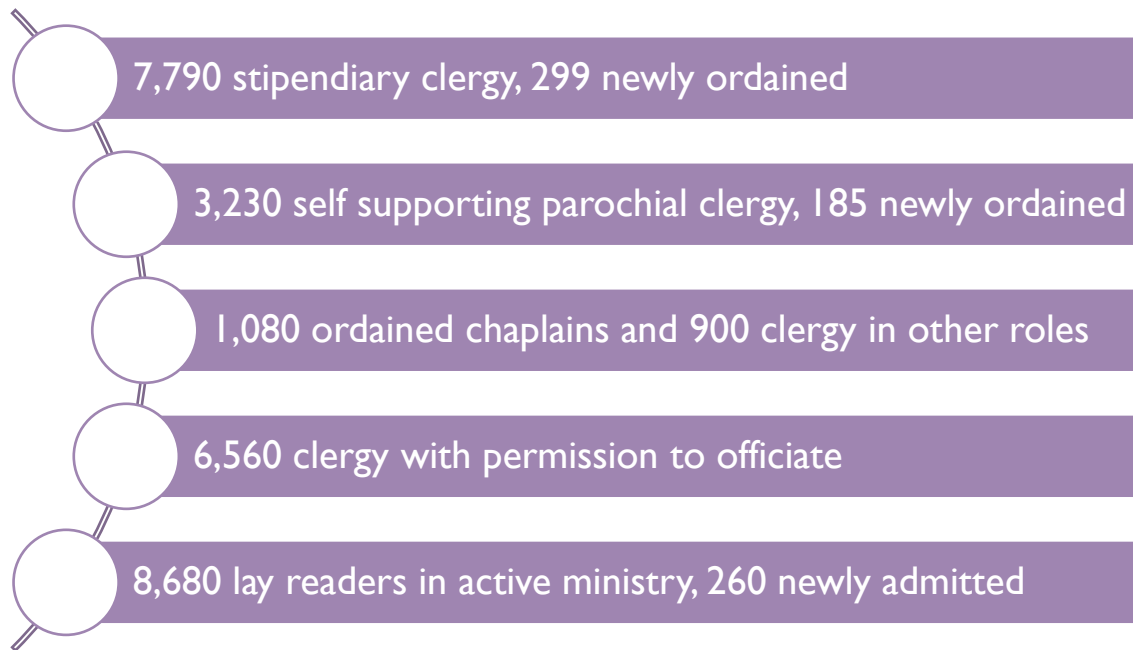 7,790 stipendiary clergy, 299 newly ordained
3,230 self supporting parochial clergy, 185 newly ordained
1,080 ordained chaplains and 900 clergy in other roles
6,560 clergy with permission to officiate
8,680 lay readers in active ministry, 260 newly admitted